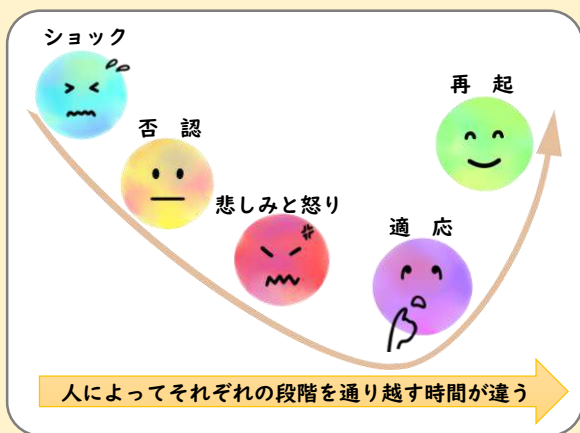 ショック
否　認
悲しみと怒り
適　応
再　起
人によってそれぞれの段階を通り越す時間が違う